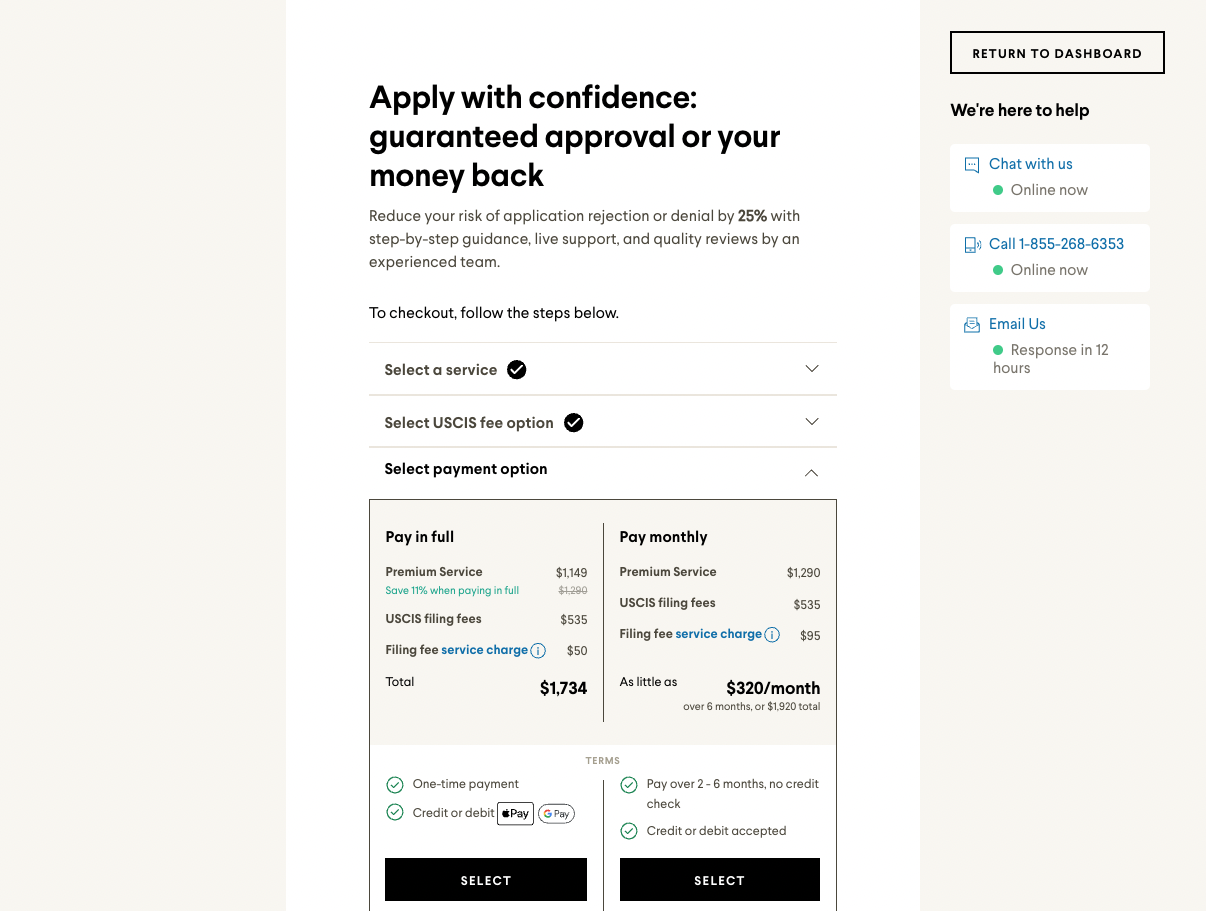 Apply with confidence:
guaranteed approval or your
money back
Reduce your risk of application rejection or denial by 25% with
step-by-step guidance, live support, and quality reviews by an
experienced team.
To checkout, follow the steps below.
Select a service
Select USCIS fee option
Select payment option
Pay in full
Premium Service $1,149
Save 11% when paying in full $1,290
USCIS filing fees $535
Filing fee service charge $50
Total $1,734
Pay monthly
Premium Service $1,290
USCIS filing fees $535
Filing fee service charge $95
As little as $320/month
over 6 months, or $1,920 total
TERMS
One-time payment
Credit or debit Pay G Pay
SELECT
Pay over 2 - 6 months, no credit
check
Credit or debit accepted
SELECT
RETURN TO DASHBOARD
We're here to help
Chat with us
Online now
Call 1-855-268-6353
Online now
Email Us
Response in 12
hours